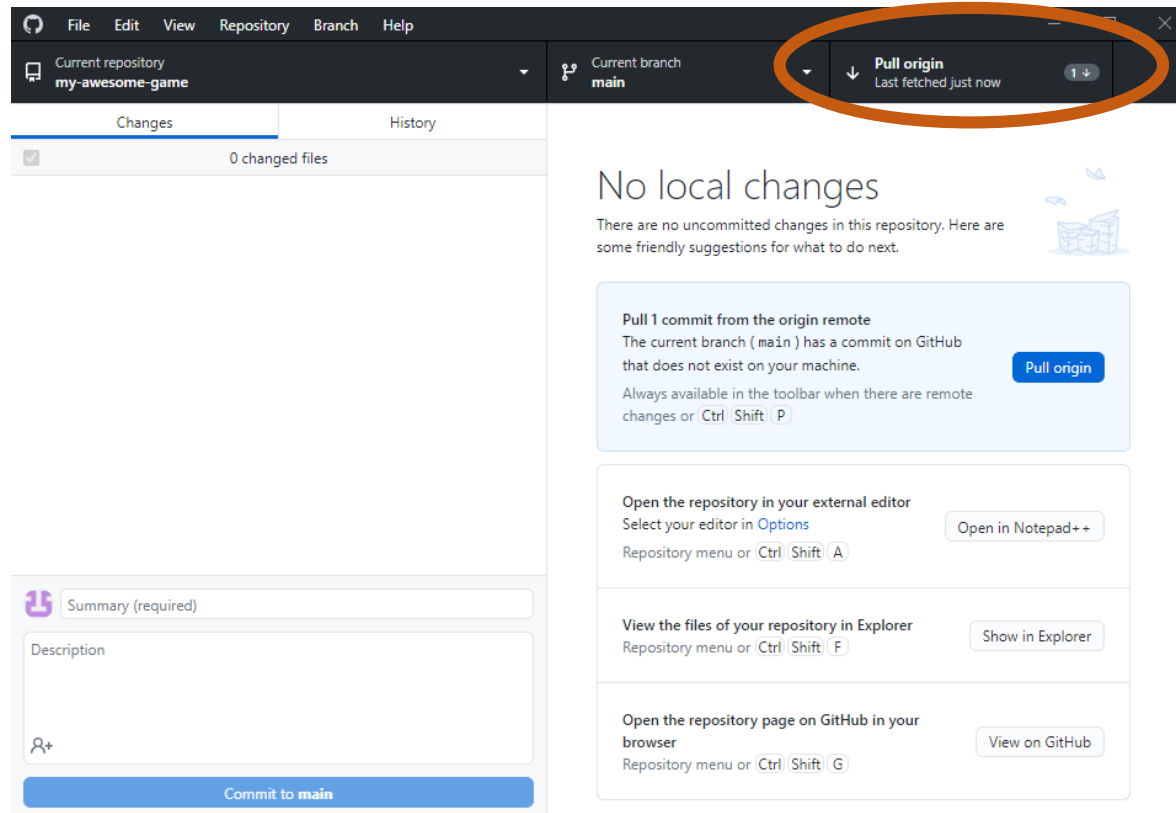 File Edit View Repository Branch Help
Current repository
my-awesome-game
Current branch
main
Pull origin
Last fetched just now
1
Changes History
0 changed files
No local changes
There are no uncommitted changes in this repository. Here are
some friendly suggestions for what to do next.
Pull 1 commit from the origin remote
The current branch ( main ) has a commit on GitHub
that does not exist on your machine.
Pull origin
Always available in the toolbar when there are remote
changes or Ctrl Shift P
Open the repository in your external editor
Select your editor in Options
Repository menu or Ctrl Shift A
Open in Notepad++
View the files of your repository in Explorer
Repository menu or Ctrl Shift F
Show in Explorer
Open the repository page on GitHub in your
browser
Repository menu or Ctrl Shift G
View on GitHub
Summary (required)
Description
Commit to main